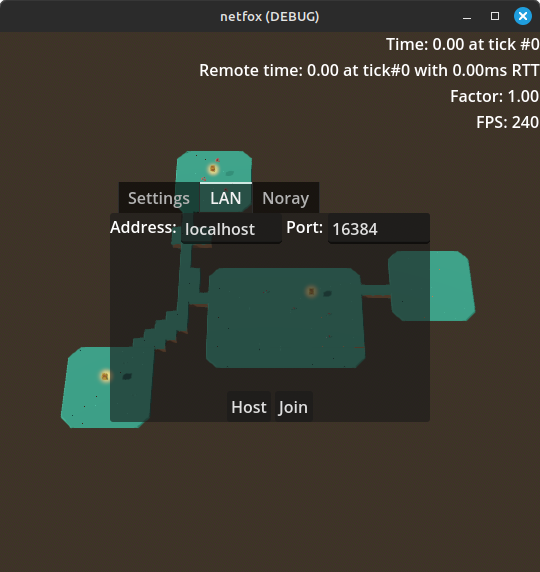 netfox (DEBUG)
Time: 0.00 at tick #0
Remote time: 0.00 at tick#0 with 0.00ms RTT
Factor: 1.00
FPS: 240
Settings LAN Noray
Address: localhost Port: 16384
Host Join